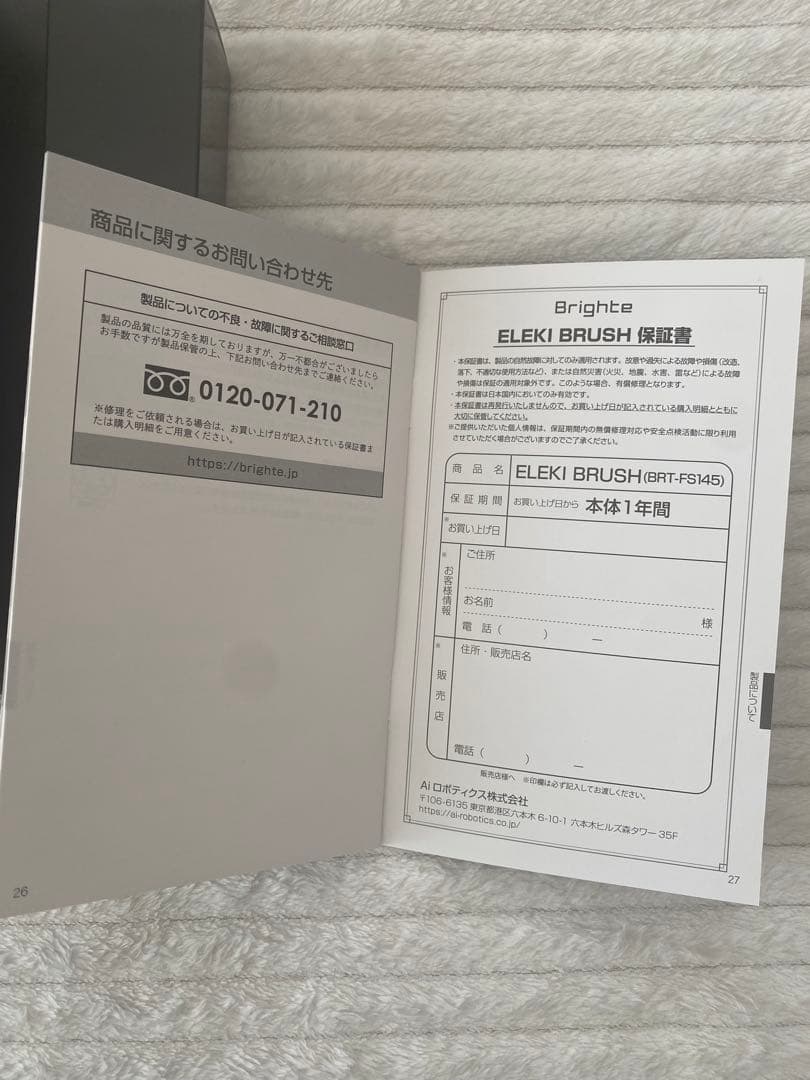 商品に関するお問い合わせ先
製品についての不良・故障に関するご相談窓口
製品の品質には万全を期しておりますが、万一不都合がございましたら
お手数ですが製品保管の上、下記お問い合わせ先までご連絡ください。
0120-071-210
※修理をご依頼される場合は、お買い上げ日が記入されている保証書ま
たは購入明細をご用意ください。
https://brighte.jp
26
Brighte
ELEKI BRUSH 保証書
・本保証書は、製品の自然故障に対してのみ適用されます。故意や過失による故障や損傷（改造、
落下、不適切な使用方法など）、または自然災害（火災、地震、水害、雷など）による故障
や損傷は保証の適用対象外です。このような場合、有償修理となります。
・本保証書は日本国内においてのみ有効です。
・本保証書は再発行いたしませんので、お買い上げ日が記入されている購入明細とともに
大切に保管してください。
※ご提供いただいた個人情報は、保証期間内の無償修理対応や安全点検活動に限り利用
させていただく場合がございますのでご了承ください。
商品名 ELEKI BRUSH(BRT-FS145)
保証期間 お買い上げ日から 本体1年間
※お買い上げ日
※お客様情報
ご住所
お名前 様
電話（ ） ー
※販売店
住所・販売店名
電話（ ） ー
販売店様へ ※印欄は必ず記入してお渡しください。
Ai ロボティクス株式会社
〒106-6135 東京都港区六本木 6-10-1 六本木ヒルズ森タワー 35F
https://ai-robotics.co.jp/
製品について
27